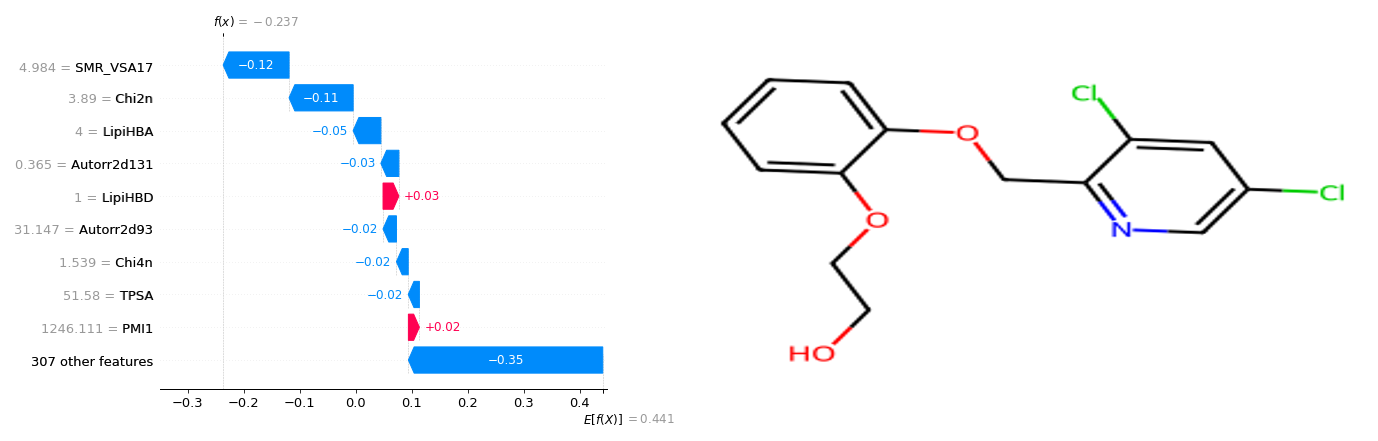 f(x) = −0.237
4.984 = SMR_VSA17
−0.12
3.89 = Chi2n
−0.11
4 = LipiHBA
−0.05
0.365 = Autorr2d131
−0.03
1 = LipiHBD
+0.03
31.147 = Autorr2d93
−0.02
1.539 = Chi4n
−0.02
51.58 = TPSA
−0.02
1246.111 = PMI1
+0.02
307 other features
−0.35
−0.3 −0.2 −0.1 0.0 0.1 0.2 0.3 0.4
E[f(X)] = 0.441
Cl
O
Cl
O
N
HO